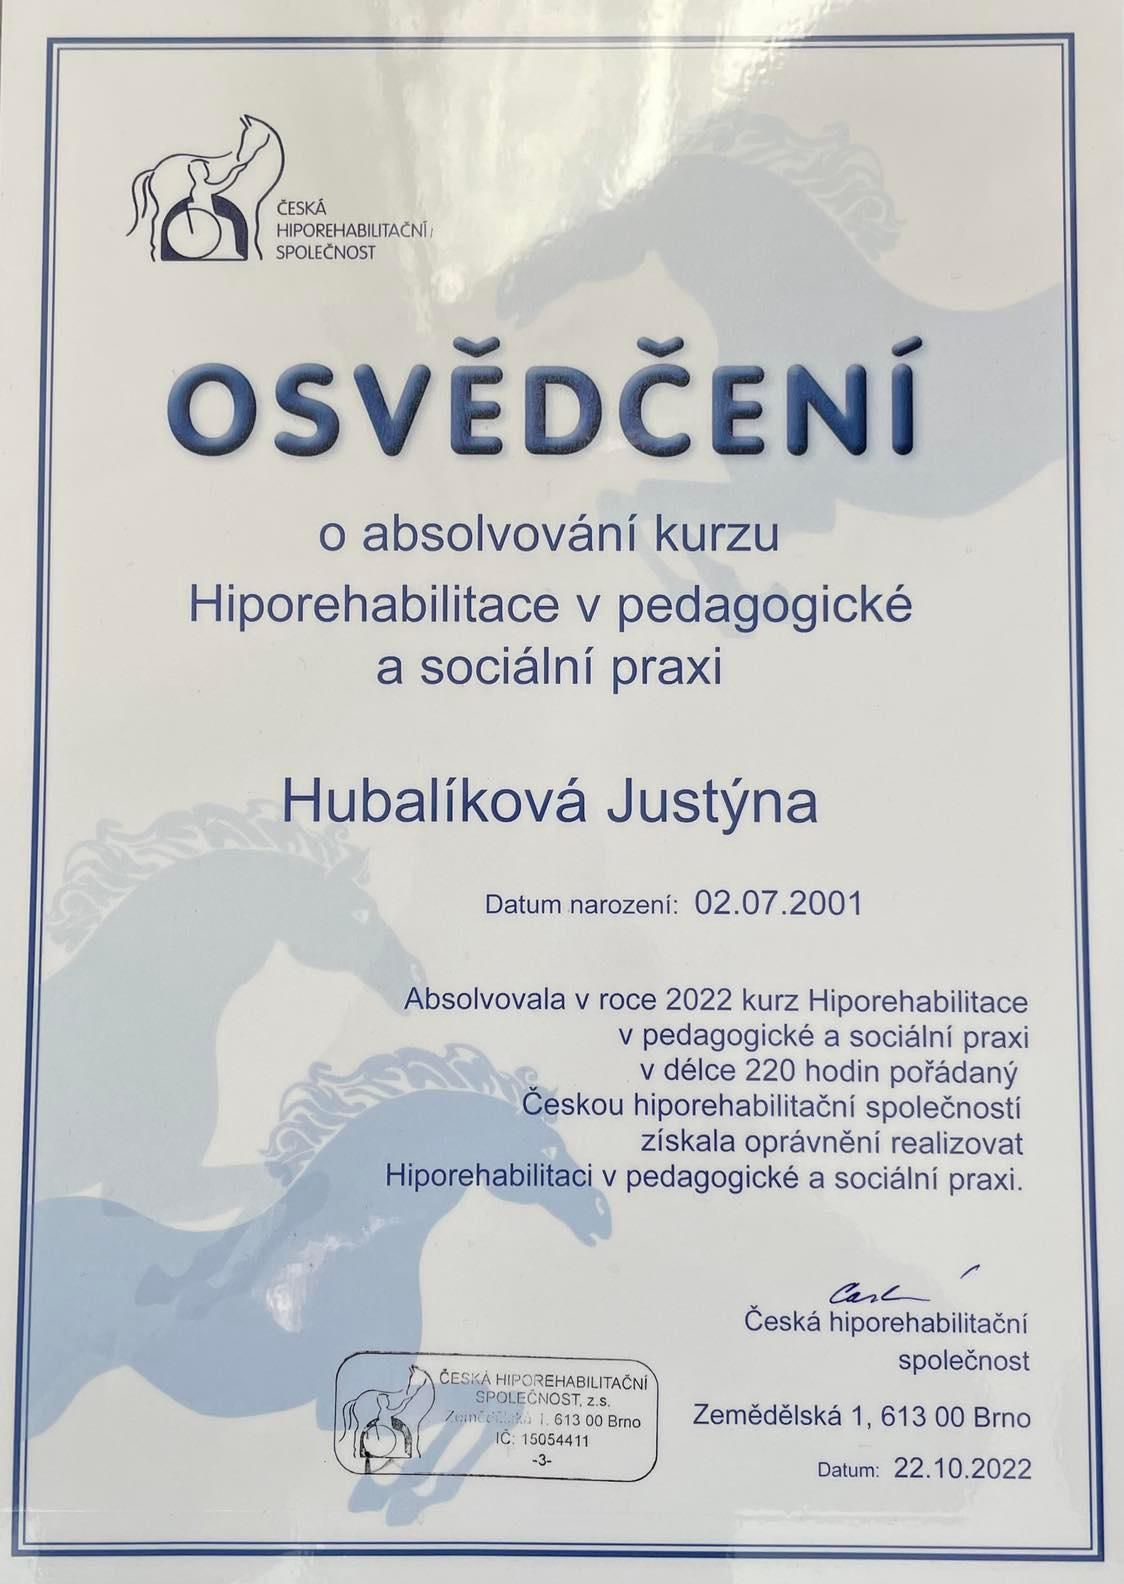 ČESKÁ
HIPOREHABILITAČNÍ
SPOLEČNOST
OSVĚDČENÍ
o absolvování kurzu
Hiporehabilitace v pedagogické
a sociální praxi
Hubalíková Justýna
Datum narození: 02.07.2001
Absolvovala v roce 2022 kurz Hiporehabilitace
v pedagogické a sociální praxi
v délce 220 hodin pořádaný
Českou hiporehabilitační společností
získala oprávnění realizovat
Hiporehabilitaci v pedagogické a sociální praxi.
Česká hiporehabilitační
společnost
Zemědělská 1, 613 00 Brno
Datum: 22.10.2022
ČESKÁ HIPOREHABILITAČNÍ
SPOLEČNOST, z.s.
Zemědělská 1, 613 00 Brno
IČ: 15054411
-3-